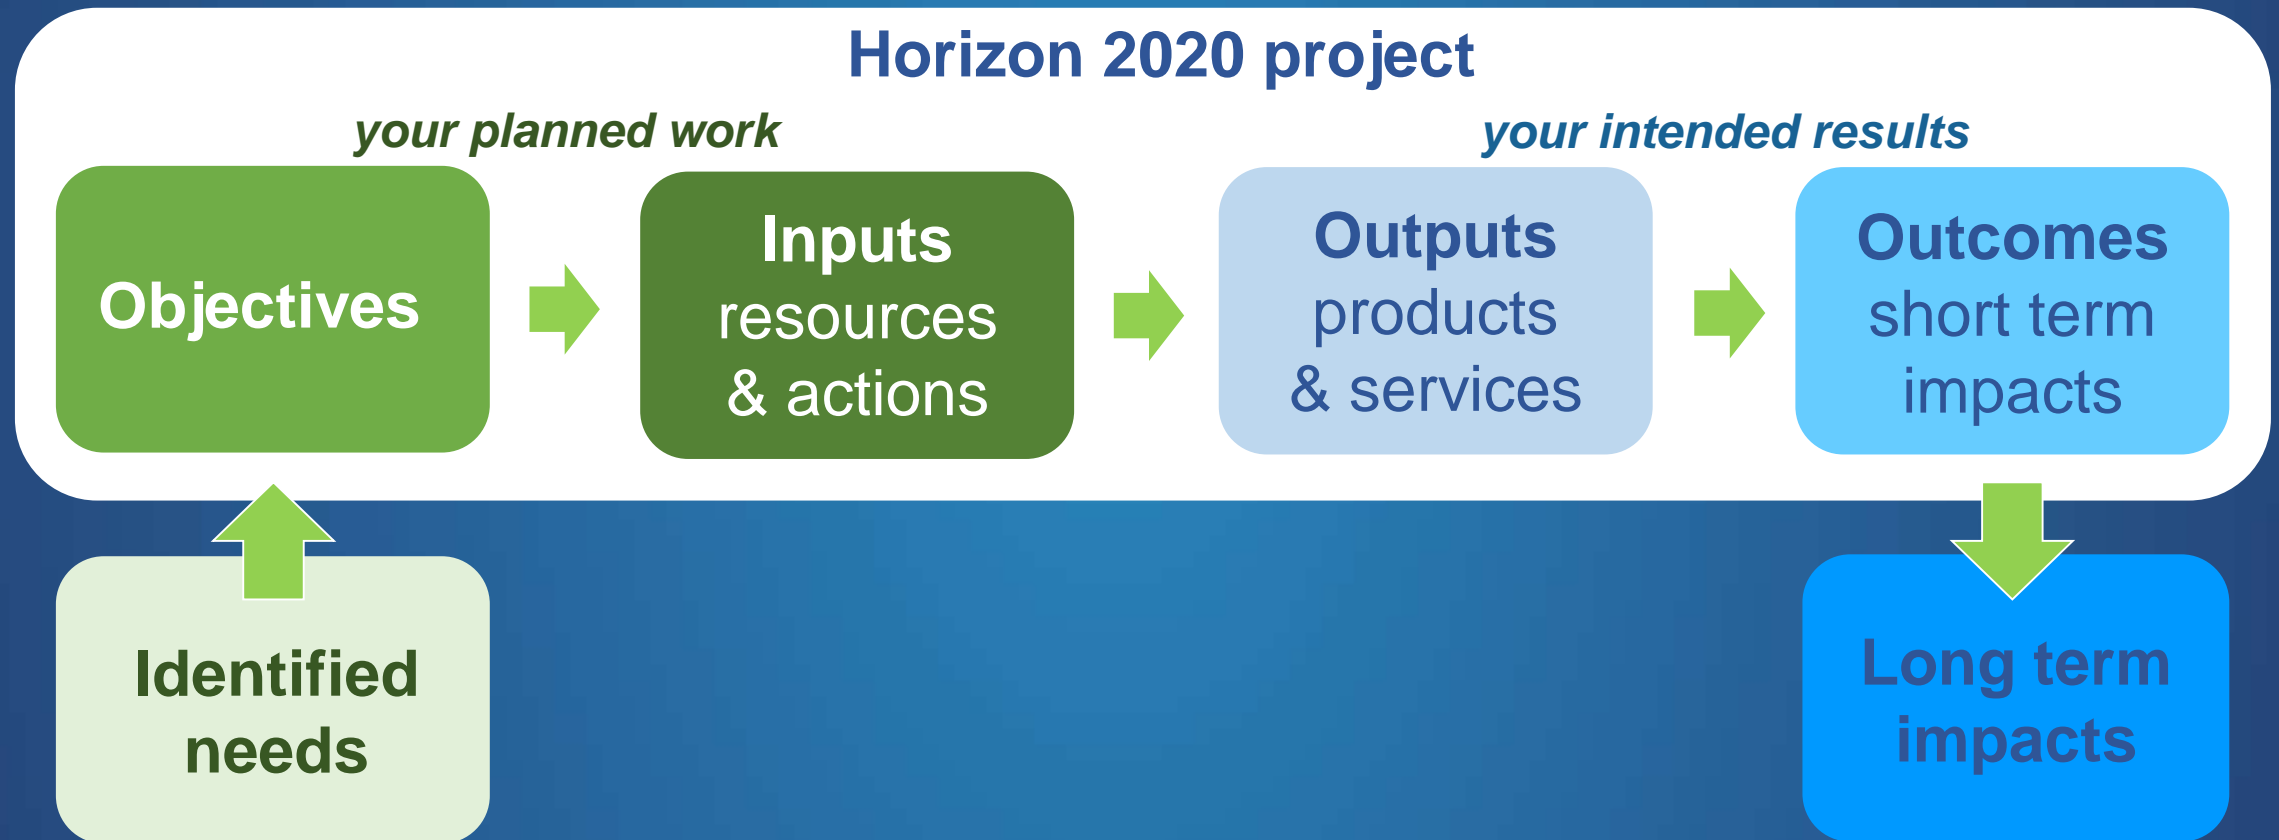 Horizon 2020 project
your planned work
your intended results
Objectives
Inputs
resources
& actions
Outputs
products
& services
Outcomes
short term
impacts
Identified
needs
Long term
impacts